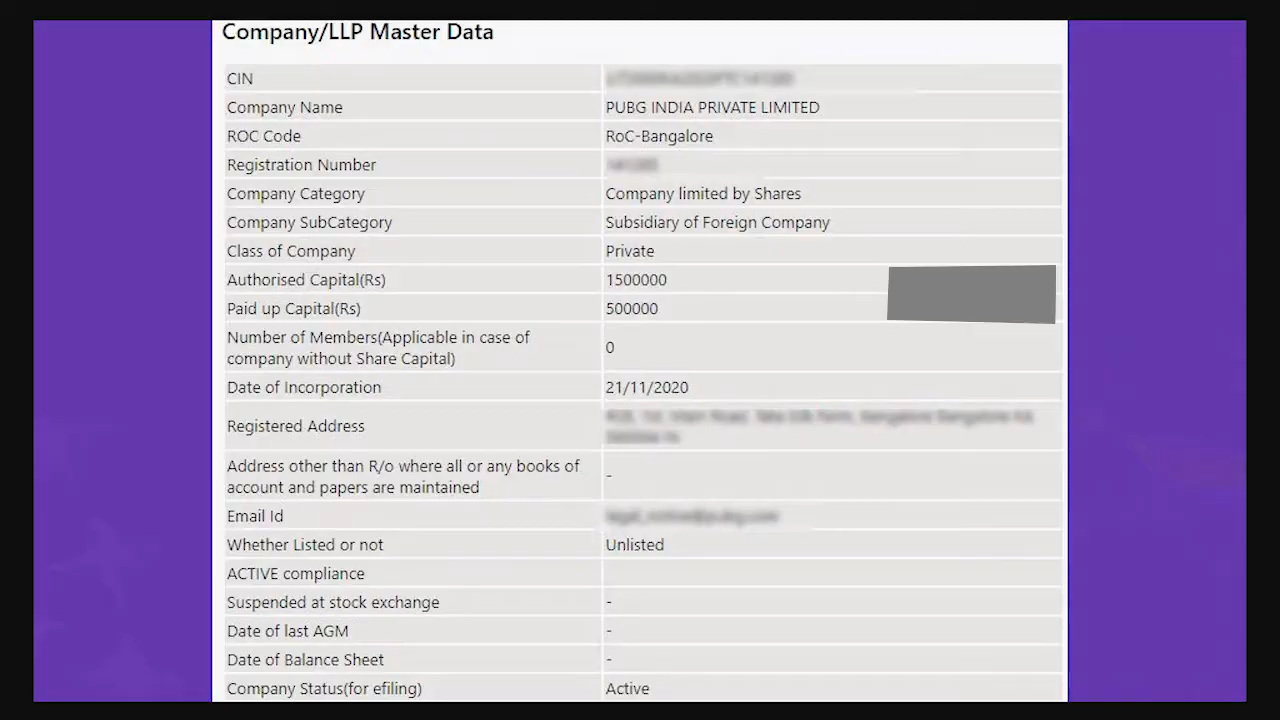 Company/LLP Master Data
CIN
Company Name PUBG INDIA PRIVATE LIMITED
ROC Code RoC-Bangalore
Registration Number
Company Category Company limited by Shares
Company SubCategory Subsidiary of Foreign Company
Class of Company Private
Authorised Capital(Rs) 1500000
Paid up Capital(Rs) 500000
Number of Members(Applicable in case of
company without Share Capital) 0
Date of Incorporation 21/11/2020
Registered Address
Address other than R/o where all or any books of
account and papers are maintained -
Email Id
Whether Listed or not Unlisted
ACTIVE compliance
Suspended at stock exchange -
Date of last AGM -
Date of Balance Sheet -
Company Status(for efiling) Active